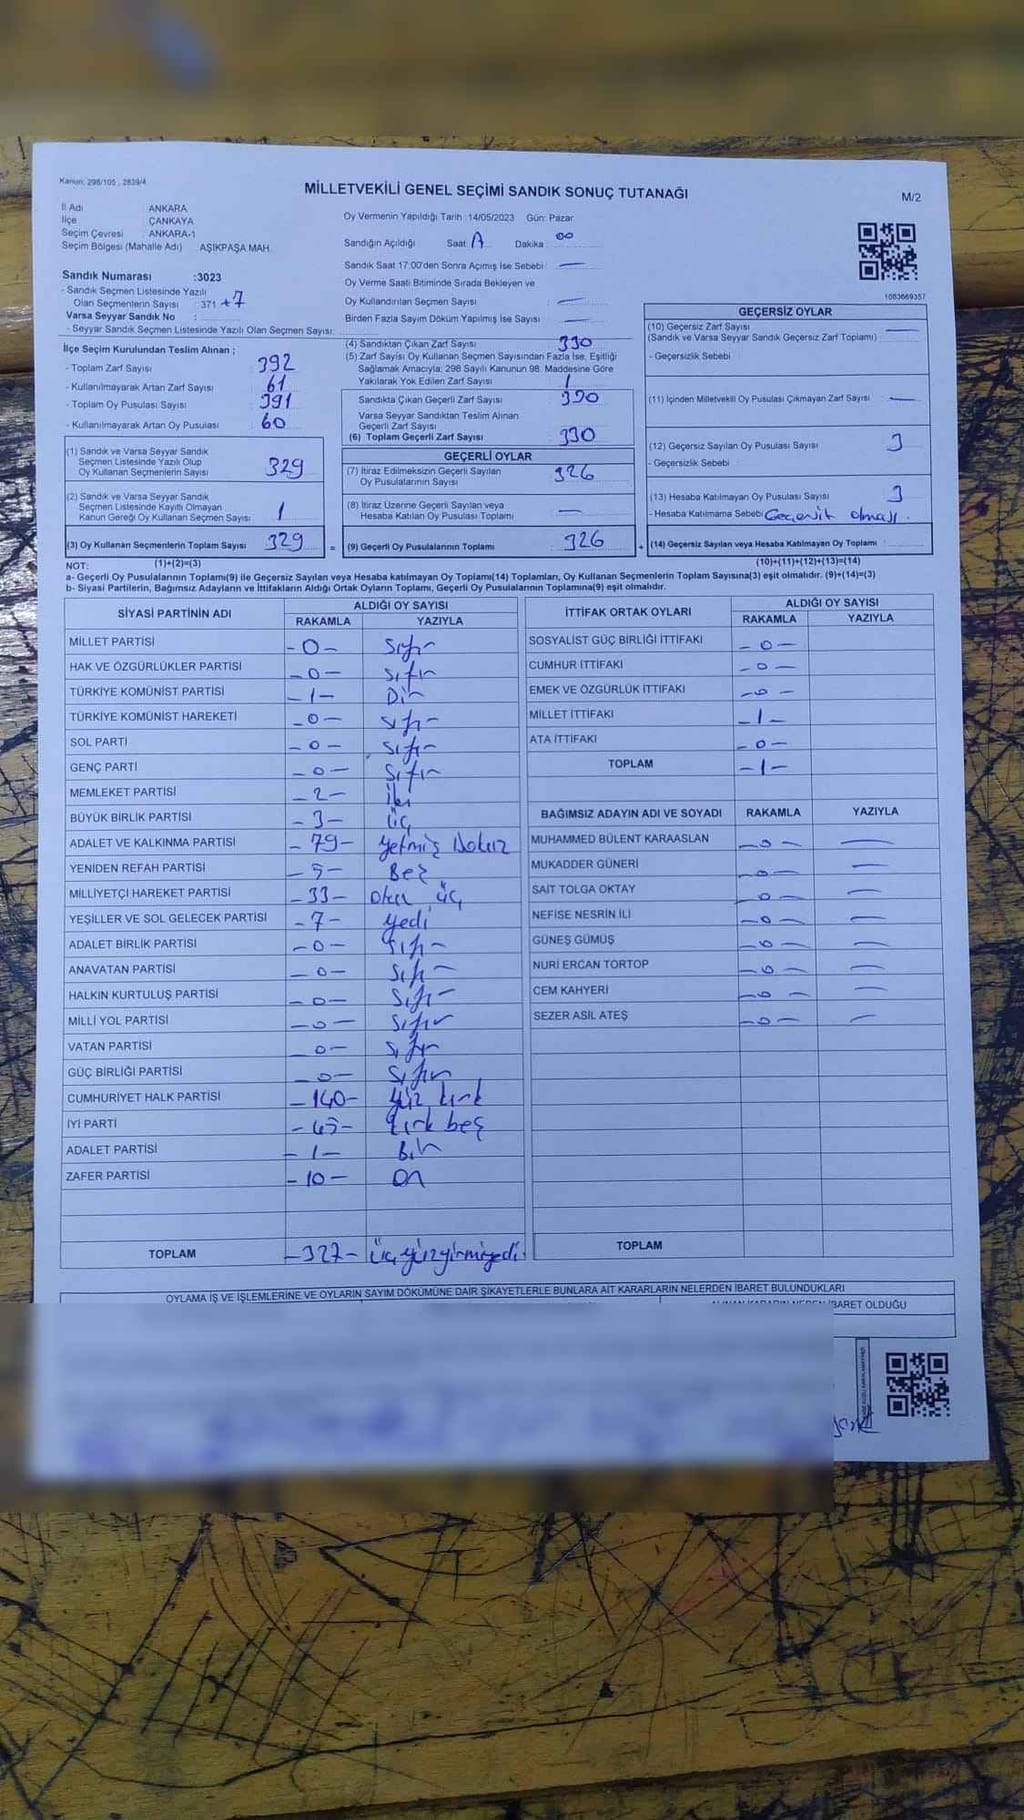 Kanun: 298/105 , 2839/4
MİLLETVEKİLİ GENEL SEÇİMİ SANDIK SONUÇ TUTANAĞI
M/2
İl Adı ANKARA
İlçe ÇANKAYA
Seçim Çevresi ANKARA-1
Seçim Bölgesi (Mahalle Adı) AŞIKPAŞA MAH.
Sandık Numarası :3023
- Sandık Seçmen Listesinde Yazılı
Olan Seçmenlerin Sayısı : 371 +7
Varsa Seyyar Sandık No :
- Seyyar Sandık Seçmen Listesinde Yazılı Olan Seçmen Sayısı:
Oy Vermenin Yapıldığı Tarih :14/05/2023 Gün: Pazar
Sandığın Açıldığı Saat: Dakika : 00
Sandık Saat 17:00'den Sonra Açımış İse Sebebi : —
Oy Verme Saati Bitiminde Sırada Bekleyen ve
Oy Kullandırılan Seçmen Sayısı : —
Birden Fazla Sayım Döküm Yapılmış İse Sayısı : —
1083669357
İlçe Seçim Kurulundan Teslim Alınan ;
- Toplam Zarf Sayısı 392
- Kullanılmayarak Artan Zarf Sayısı 61
- Toplam Oy Pusulası Sayısı 391
- Kullanılmayarak Artan Oy Pusulası 60
(4) Sandıktan Çıkan Zarf Sayısı 330
(5) Zarf Sayısı Oy Kullanan Seçmen Sayısından Fazla İse, Eşitliği
Sağlamak Amacıyla; 298 Sayılı Kanunun 98. Maddesine Göre
Yakılarak Yok Edilen Zarf Sayısı 1
Sandıkta Çıkan Geçerli Zarf Sayısı 330
Varsa Seyyar Sandıktan Teslim Alınan
Geçerli Zarf Sayısı
(6) Toplam Geçerli Zarf Sayısı 330
GEÇERSİZ OYLAR
(10) Geçersiz Zarf Sayısı —
(Sandık ve Varsa Seyyar Sandık Geçersiz Zarf Toplamı)
- Geçersizlik Sebebi :
(11) İçinden Milletvekili Oy Pusulası Çıkmayan Zarf Sayısı —
(12) Geçersiz Sayılan Oy Pusulası Sayısı 3
- Geçersizlik Sebebi :
(13) Hesaba Katılmayan Oy Pusulası Sayısı 3
- Hesaba Katılmama Sebebi
(14) Geçersiz Sayılan veya Hesaba Katılmayan Oy Toplamı :
(10)+(11)+(12)+(13)=(14)
(1) Sandık ve Varsa Seyyar Sandık
Seçmen Listesinde Yazılı Olup
Oy Kullanan Seçmenlerin Sayısı 329
(2) Sandık ve Varsa Seyyar Sandık
Seçmen Listesinde Kayıtlı Olmayan
Kanun Gereği Oy Kullanan Seçmen Sayısı 1
(3) Oy Kullanan Seçmenlerin Toplam Sayısı 329 =
GEÇERLİ OYLAR
(7) İtiraz Edilmeksizin Geçerli Sayılan
Oy Pusulalarının Sayısı 326
(8) İtiraz Üzerine Geçerli Sayılan veya
Hesaba Katılan Oy Pusulası Toplamı —
(9) Geçerli Oy Pusulalarının Toplamı 326 +
NOT: (1)+(2)=(3)
a- Geçerli Oy Pusulalarının Toplamı(9) ile Geçersiz Sayılan veya Hesaba katılmayan Oy Toplamı(14) Toplamları, Oy Kullanan Seçmenlerin Toplam Sayısına(3) eşit olmalıdır. (9)+(14)=(3)
b- Siyasi Partilerin, Bağımsız Adayların ve İttifakların Aldığı Ortak Oyların Toplamı, Geçerli Oy Pusulalarının Toplamına(9) eşit olmalıdır.
SİYASİ PARTİNİN ADI ALDIĞI OY SAYISI
RAKAMLA YAZIYLA
MİLLET PARTİSİ -0- Sıfır
HAK VE ÖZGÜRLÜKLER PARTİSİ -0- Sıfır
TÜRKİYE KOMÜNİST PARTİSİ -1- Bir
TÜRKİYE KOMÜNİST HAREKETİ -0- Sıfır
SOL PARTİ -0- Sıfır
GENÇ PARTİ -0- Sıfır
MEMLEKET PARTİSİ -2- İki
BÜYÜK BİRLİK PARTİSİ -3- Üç
ADALET VE KALKINMA PARTİSİ -79- Yetmiş Dokuz
YENİDEN REFAH PARTİSİ -5- Beş
MİLLİYETÇİ HAREKET PARTİSİ -33- Otuz üç
YEŞİLLER VE SOL GELECEK PARTİSİ -7- Yedi
ADALET BİRLİK PARTİSİ -0- Sıfır
ANAVATAN PARTİSİ -0- Sıfır
HALKIN KURTULUŞ PARTİSİ -0- Sıfır
MİLLİ YOL PARTİSİ -0- Sıfır
VATAN PARTİSİ -0- Sıfır
GÜÇ BİRLİĞİ PARTİSİ -0- Sıfır
CUMHURİYET HALK PARTİSİ -140- Yüz kırk
İYİ PARTİ -45- Kırk beş
ADALET PARTİSİ -1- Bir
ZAFER PARTİSİ -10- On
TOPLAM -327- Üçyüzyirmiyedi
İTTİFAK ORTAK OYLARI ALDIĞI OY SAYISI
RAKAMLA YAZIYLA
SOSYALİST GÜÇ BİRLİĞİ İTTİFAKI -0-
CUMHUR İTTİFAKI -0-
EMEK VE ÖZGÜRLÜK İTTİFAKI -0-
MİLLET İTTİFAKI -1-
ATA İTTİFAKI -0-
TOPLAM -1-
BAĞIMSIZ ADAYIN ADI VE SOYADI RAKAMLA YAZIYLA
MUHAMMED BÜLENT KARAASLAN -0- —
MUKADDER GÜNERİ -0- —
SAİT TOLGA OKTAY -0- —
NEFİSE NESRİN İLİ -0- —
GÜNEŞ GÜMÜŞ -0- —
NURİ ERCAN TORTOP -0- —
CEM KAHYERİ -0- —
SEZER ASİL ATEŞ -0- —
TOPLAM
OYLAMA İŞ VE İŞLEMLERİNE VE OYLARIN SAYIM DÖKÜMÜNE DAİR ŞİKAYETLERLE BUNLARA AİT KARARLARIN NELERDEN İBARET BULUNDUKLARI
İBARET OLDUĞU